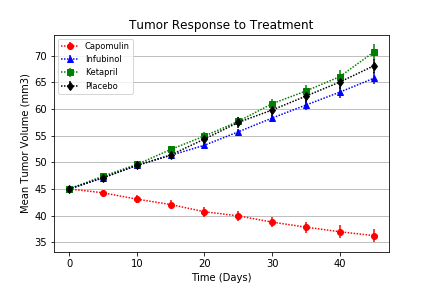 Tumor Response to Treatment
Capomulin
Infubinol
Ketapril
Placebo
Mean Tumor Volume (mm3)
70
65
60
55
50
45
40
35
0
10
20
30
40
Time (Days)